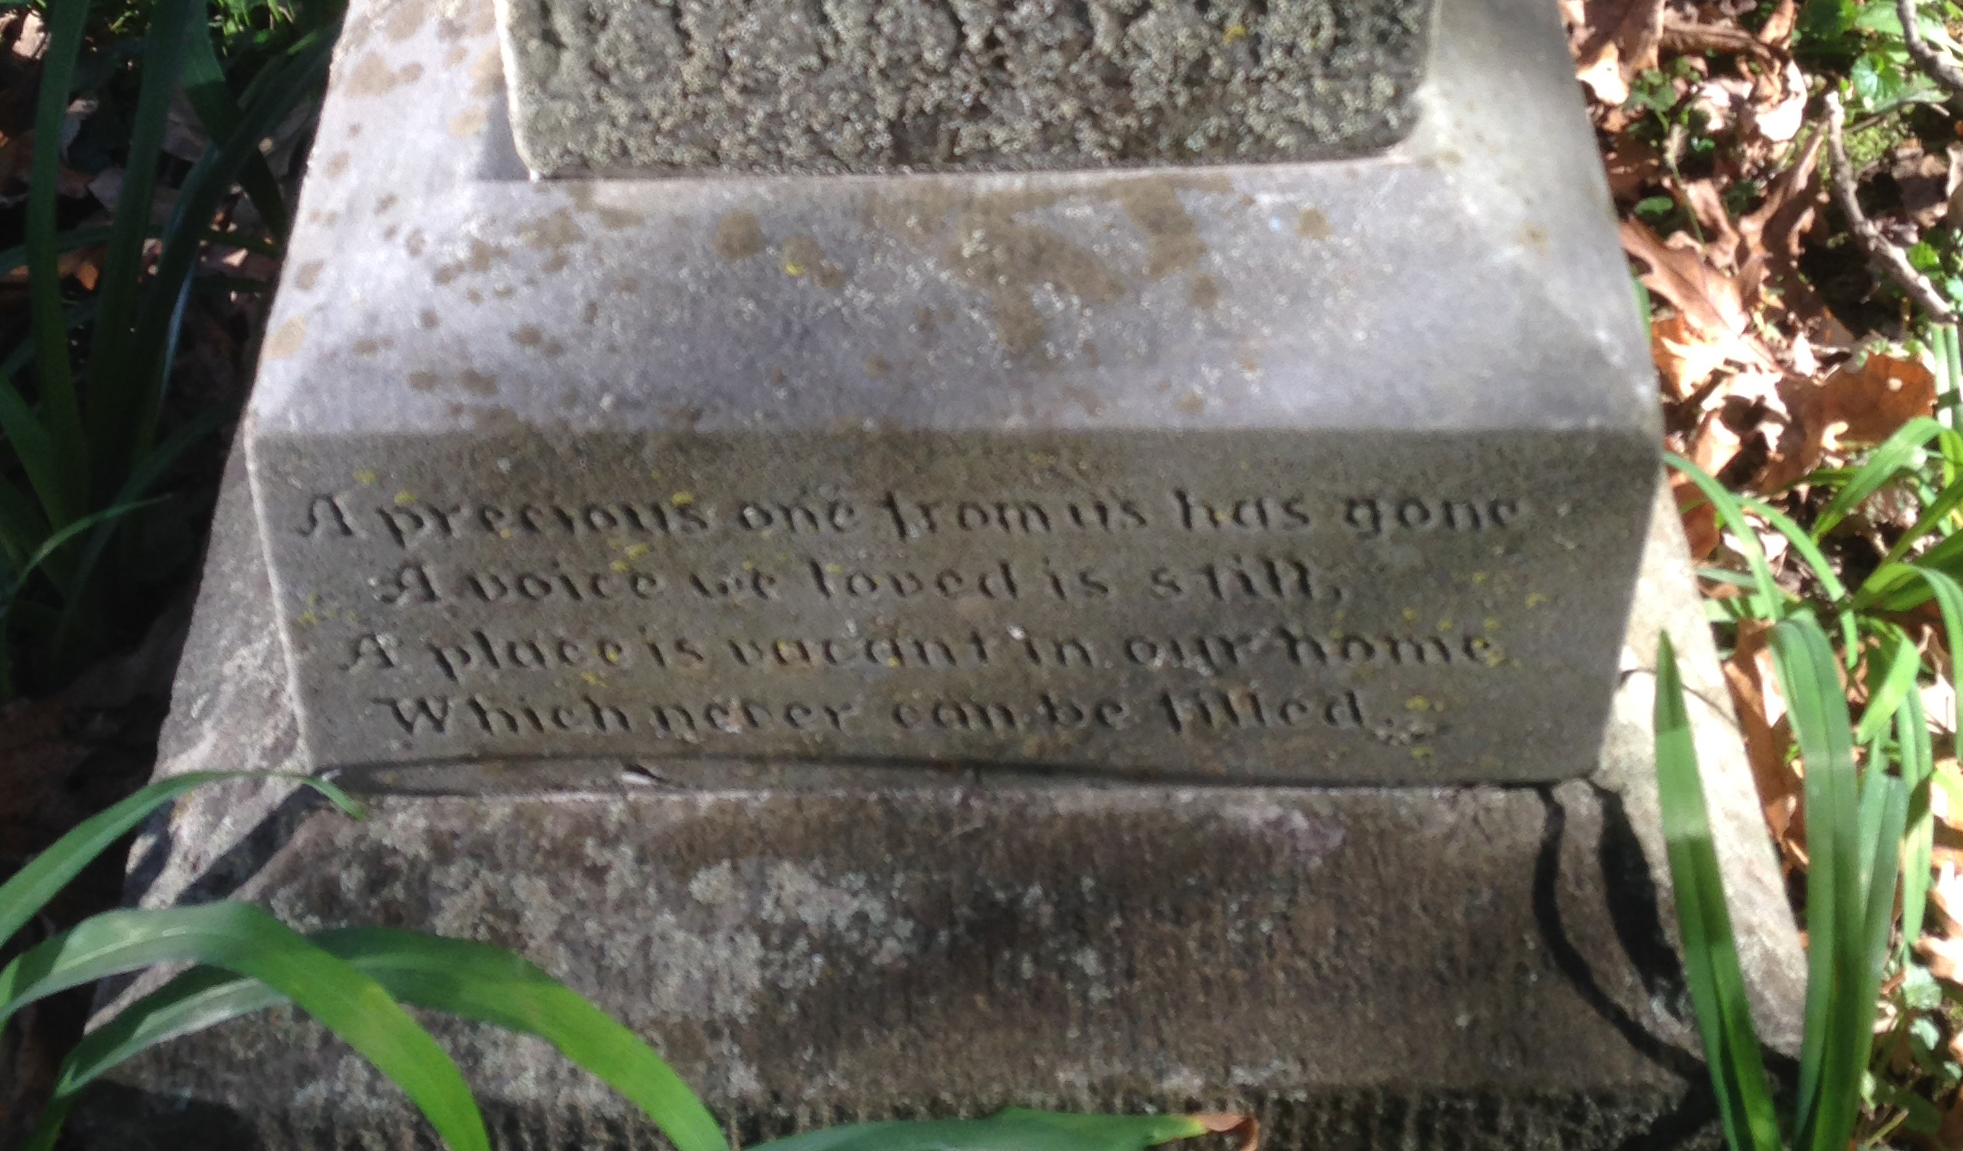 A precious one from us has gone
A voice we loved is still,
A place is vacant in our home
Which never can be filled.